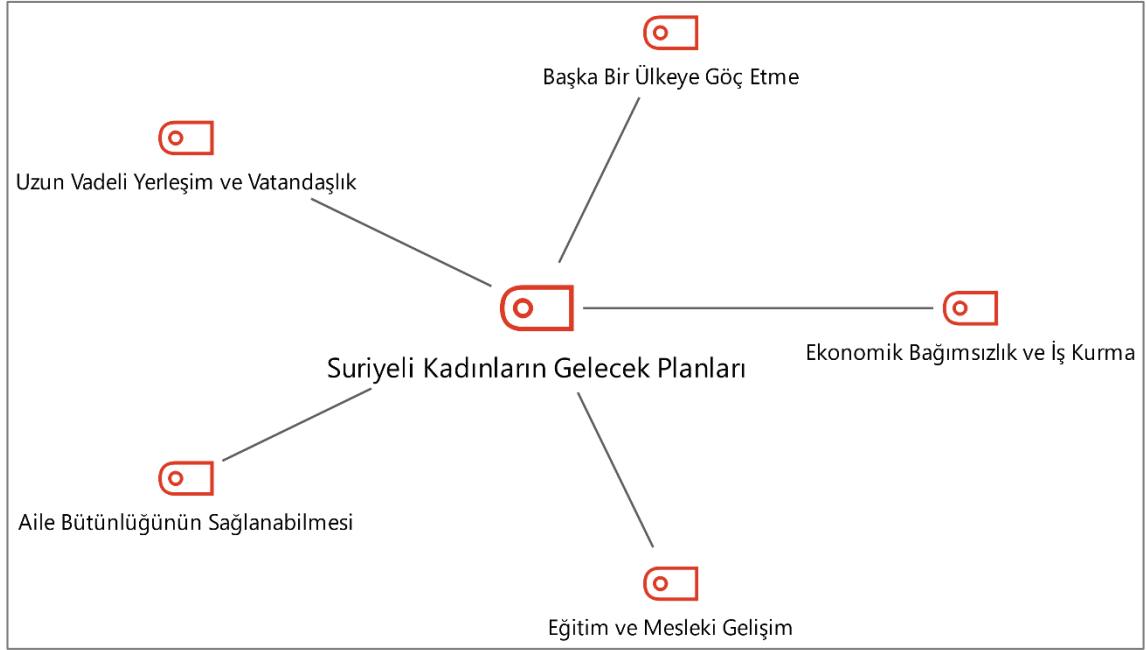 Başka Bir Ülkeye Göç Etme
Uzun Vadeli Yerleşim ve Vatandaşlık
Ekonomik Bağımsızlık ve İş Kurma
Suriyeli Kadınların Gelecek Planları
Aile Bütünlüğünün Sağlanabilmesi
Eğitim ve Mesleki Gelişim